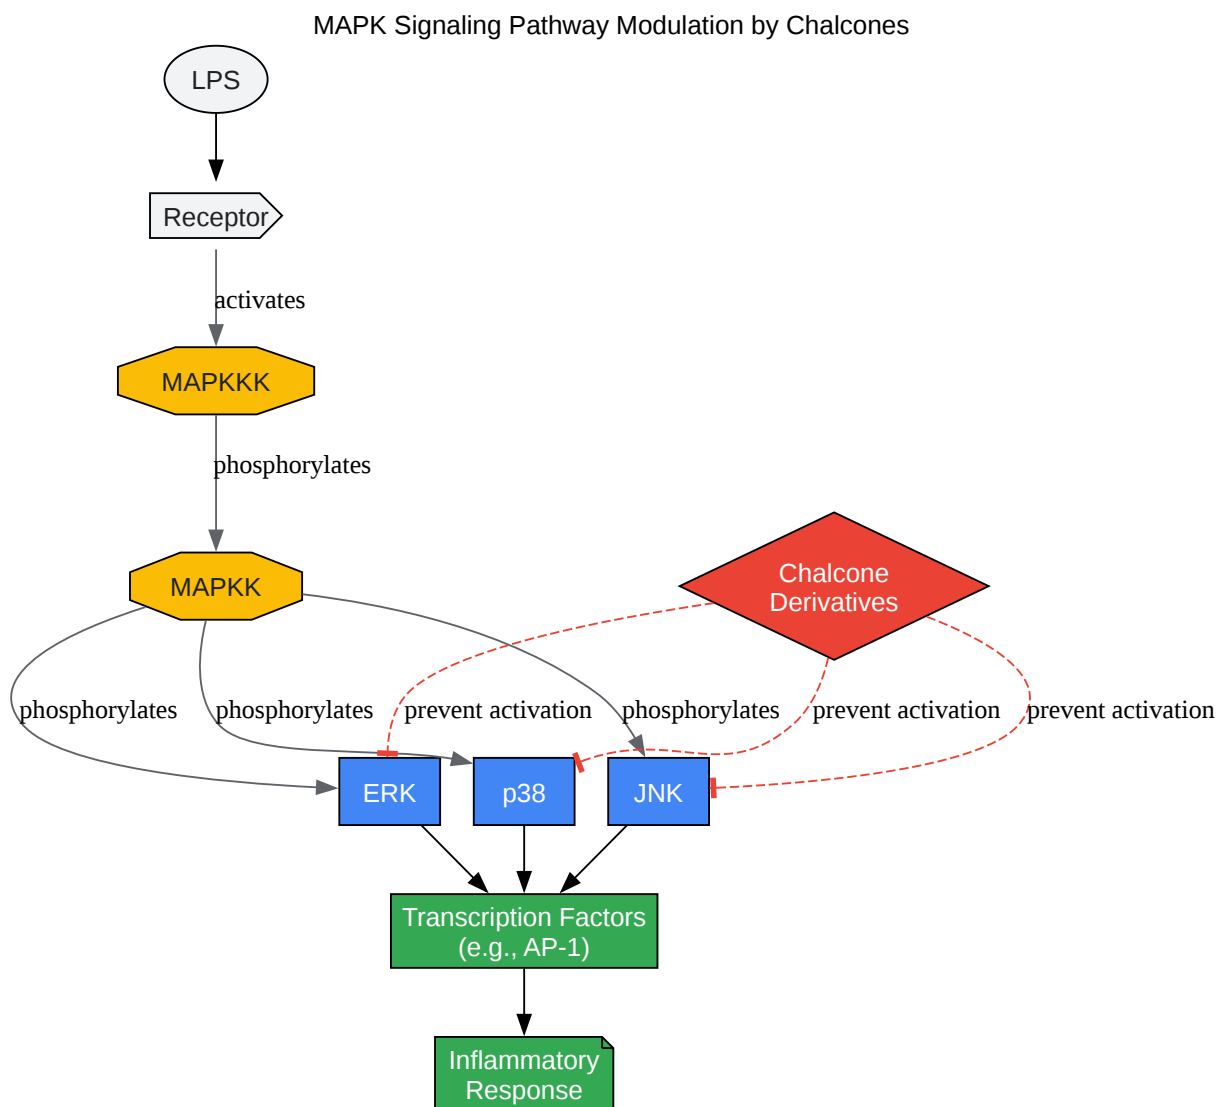 MAPK Signaling Pathway Modulation by Chalcones
LPS
Receptor
activates
MAPKKK
phosphorylates
MAPKK
Chalcone
Derivatives
phosphorylates
phosphorylates
prevent activation
phosphorylates
prevent activation
prevent activation
ERK
p38
JNK
Transcription Factors
(e.g., AP-1)
Inflammatory
Response